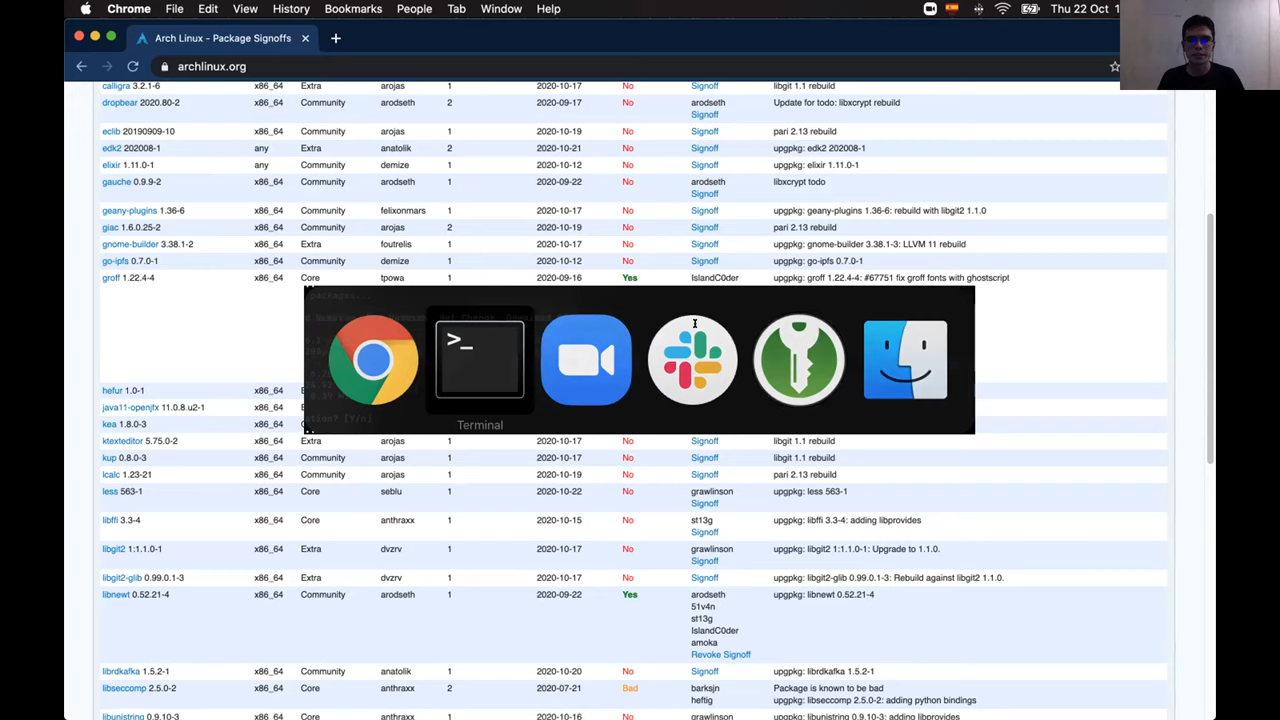 Chrome File Edit View History Bookmarks People Tab Window Help Thu 22 Oct 1
Arch Linux - Package Signoffs
archlinux.org
calligra 3.2.1-6 x86_64 Extra arojas 1 2020-10-17 No Signoff libgit 1.1 rebuild
dropbear 2020.80-2 x86_64 Community arodseth 2 2020-09-17 No arodseth Update for todo: libxcrypt rebuild
Signoff
eclib 20190909-10 x86_64 Community arojas 1 2020-10-19 No Signoff pari 2.13 rebuild
edk2 202008-1 any Extra anatolik 2 2020-10-21 No Signoff upgpkg: edk2 202008-1
elixir 1.11.0-1 any Community demize 1 2020-10-12 No Signoff upgpkg: elixir 1.11.0-1
gauche 0.9.9-2 x86_64 Community arodseth 1 2020-09-22 No arodseth libxcrypt todo
Signoff
geany-plugins 1.36-6 x86_64 Community felixonmars 1 2020-10-17 No Signoff upgpkg: geany-plugins 1.36-6: rebuild with libgit2 1.1.0
giac 1.6.0.25-2 x86_64 Community arojas 2 2020-10-19 No Signoff pari 2.13 rebuild
gnome-builder 3.38.1-2 x86_64 Extra foutrelis 1 2020-10-17 No Signoff upgpkg: gnome-builder 3.38.1-3: LLVM 11 rebuild
go-ipfs 0.7.0-1 x86_64 Community demize 1 2020-10-12 No Signoff upgpkg: go-ipfs 0.7.0-1
groff 1.22.4-4 x86_64 Core tpowa 1 2020-09-16 Yes IslandC0der upgpkg: groff 1.22.4-4: #67751 fix groff fonts with ghostscript
packages...
>_
Terminal
hefur 1.0-1 x86_64
java11-openjfx 11.0.8.u2-1 x86_64
kea 1.8.0-3 x86_64
[Y/n]
ktexteditor 5.75.0-2 x86_64 Extra arojas 1 2020-10-17 No Signoff libgit 1.1 rebuild
kup 0.8.0-3 x86_64 Community arojas 1 2020-10-17 No Signoff libgit 1.1 rebuild
lcalc 1.23-21 x86_64 Community arojas 1 2020-10-19 No Signoff pari 2.13 rebuild
less 563-1 x86_64 Core seblu 1 2020-10-22 No grawlinson upgpkg: less 563-1
Signoff
libffi 3.3-4 x86_64 Core anthraxx 1 2020-10-15 No st13g upgpkg: libffi 3.3-4: adding libprovides
Signoff
libgit2 1:1.1.0-1 x86_64 Extra dvzrv 1 2020-10-17 No grawlinson upgpkg: libgit2 1:1.1.0-1: Upgrade to 1.1.0.
Signoff
libgit2-glib 0.99.0.1-3 x86_64 Extra dvzrv 1 2020-10-17 No Signoff upgpkg: libgit2-glib 0.99.0.1-3: Rebuild against libgit2 1.1.0.
libnewt 0.52.21-4 x86_64 Community arodseth 1 2020-09-22 Yes arodseth upgpkg: libnewt 0.52.21-4
51v4n
st13g
IslandC0der
amoka
Revoke Signoff
librdkafka 1.5.2-1 x86_64 Community anatolik 1 2020-10-20 No Signoff upgpkg: librdkafka 1.5.2-1
libseccomp 2.5.0-2 x86_64 Core anthraxx 2 2020-07-21 Bad barksjn Package is known to be bad
heftig upgpkg: libseccomp 2.5.0-2: adding python bindings
libunistring 0.9.10-3 x86_64 Core anthraxx 1 2020-10-16 No grawlinson upgpkg: libunistring 0.9.10-3: adding libprovides